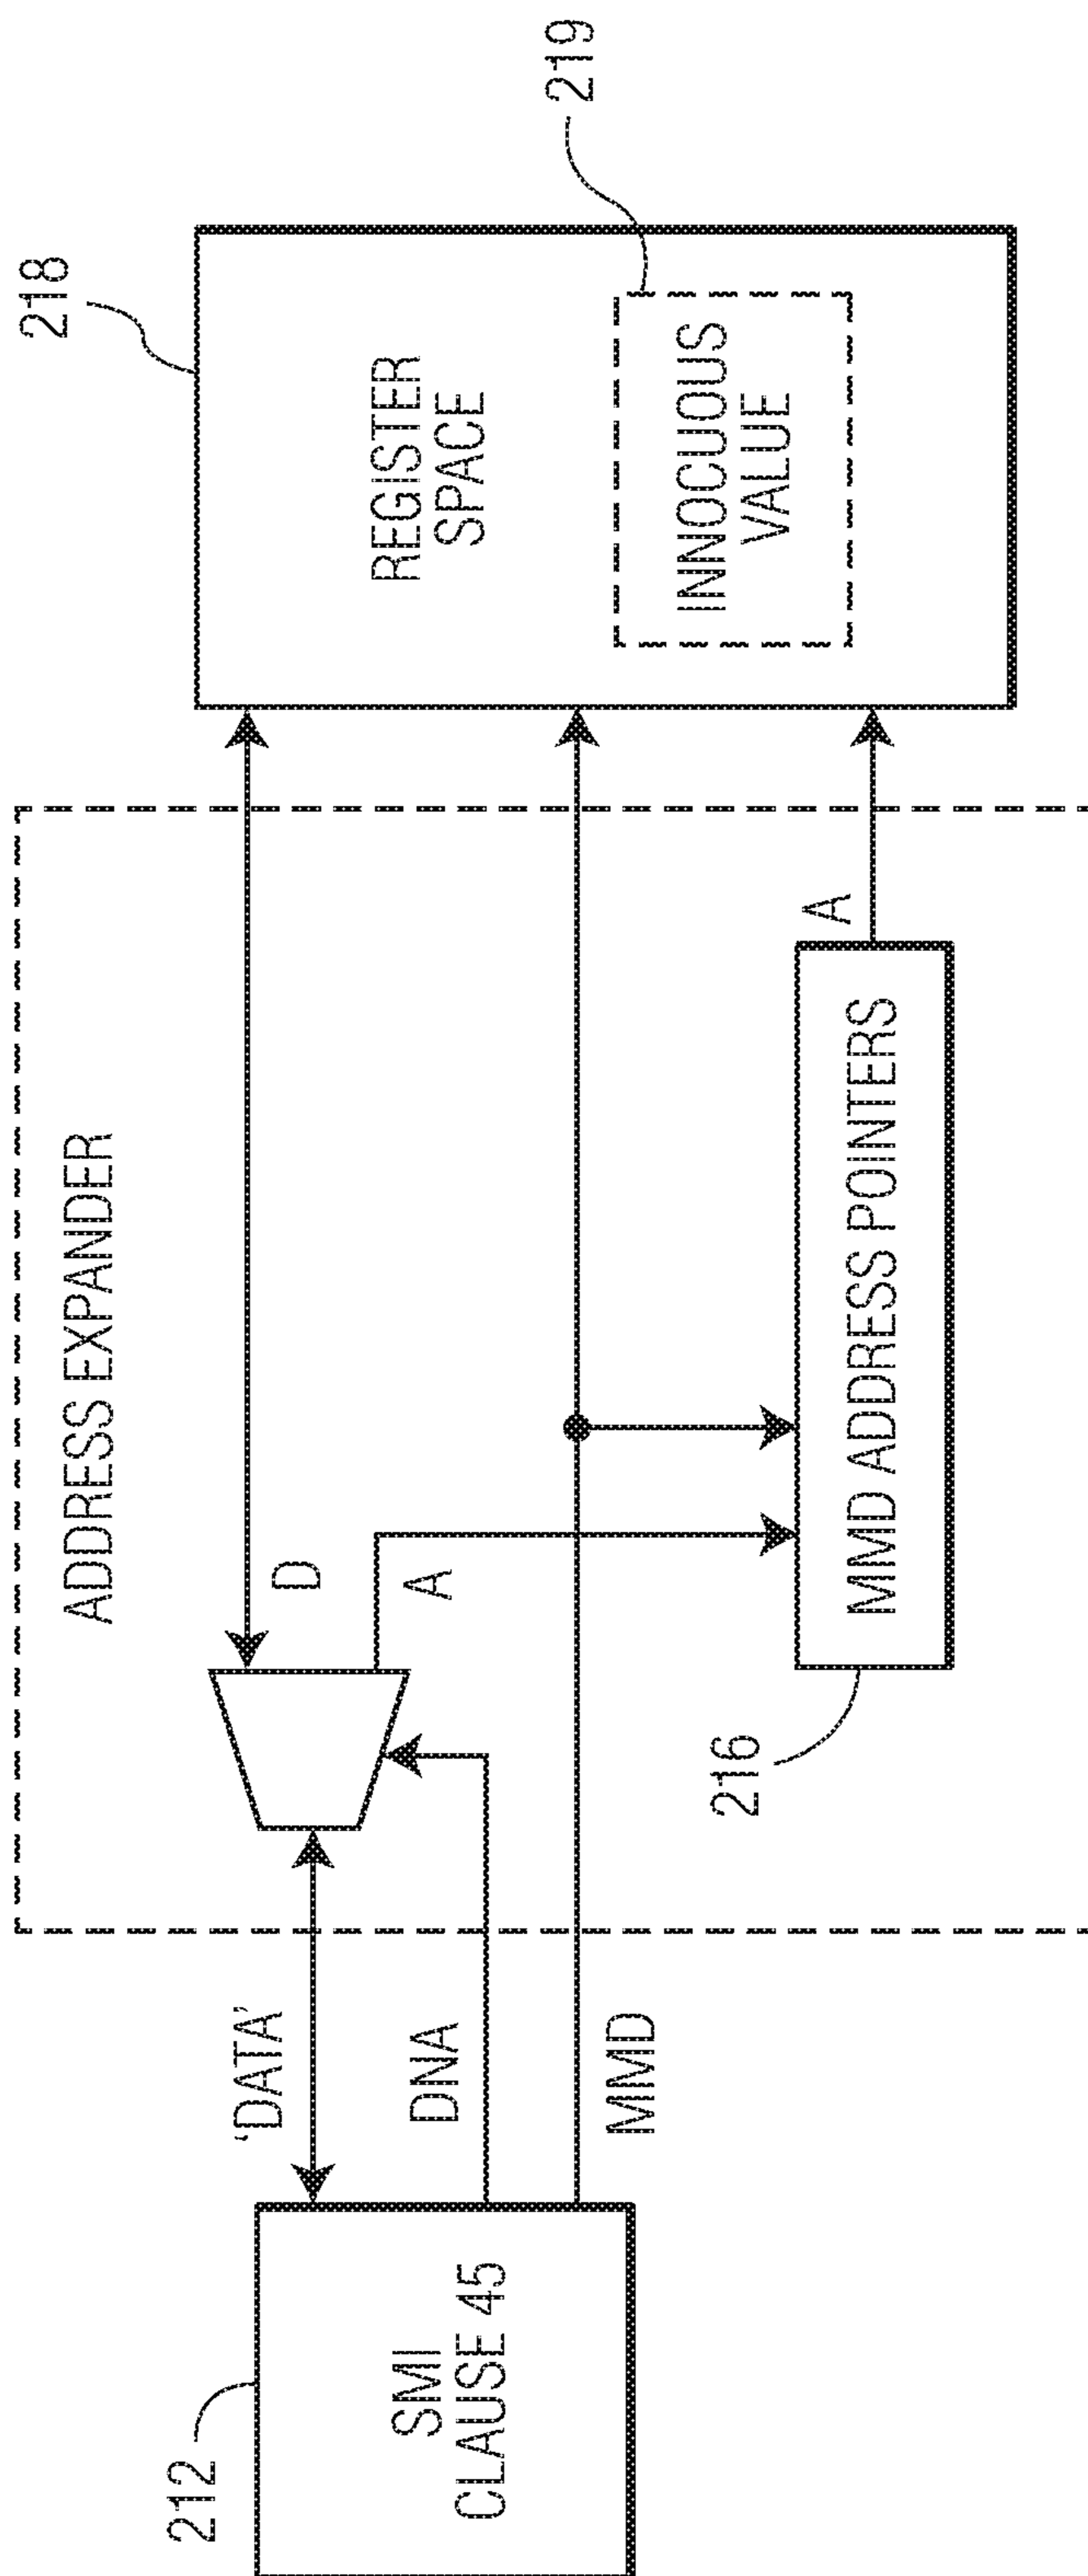 212
SMI
CLAUSE 45
'DATA'
DNA
MMD
ADDRESS EXPANDER
D
A
216
MMD ADDRESS POINTERS
A
218
REGISTER
SPACE
INNOCUOUS
VALUE
219